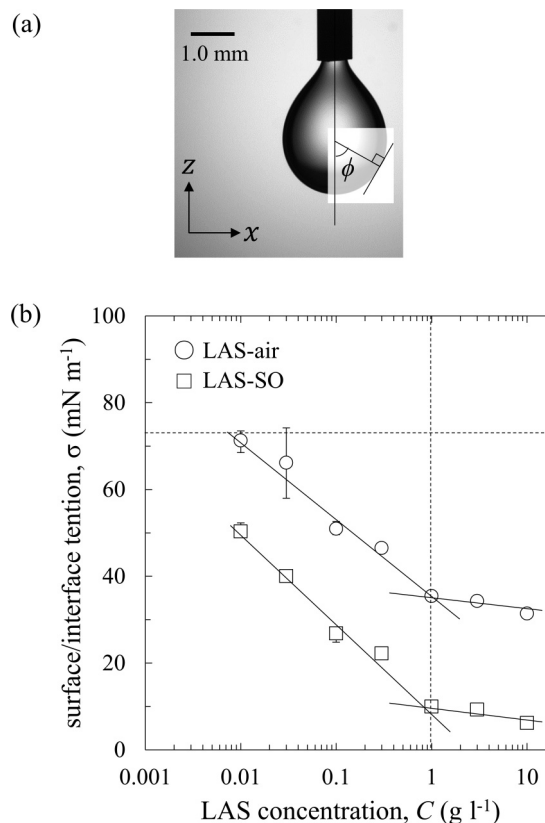 (a)
1.0 mm
ϕ
z
x
(b)
100
80
60
40
20
0
LAS-air
LAS-SO
surface/interface tention, σ (mN m⁻¹)
0.001 0.01 0.1 1 10
LAS concentration, C (g l⁻¹)